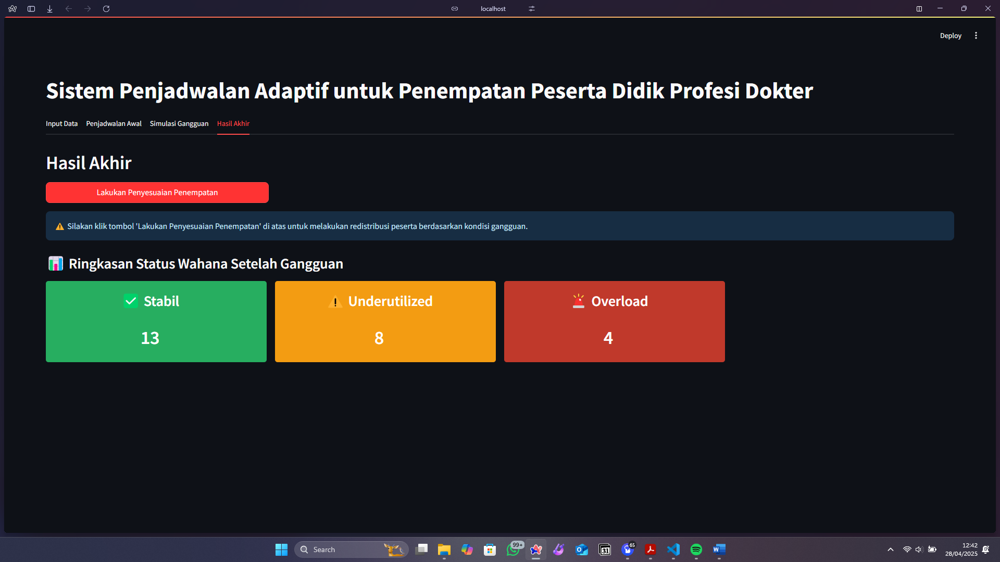 localhost
Deploy
Sistem Penjadwalan Adaptif untuk Penempatan Peserta Didik Profesi Dokter
Input Data Penjadwalan Awal Simulasi Gangguan Hasil Akhir
Hasil Akhir
Lakukan Penyesuaian Penempatan
⚠️ Silakan klik tombol 'Lakukan Penyesuaian Penempatan' di atas untuk melakukan redistribusi peserta berdasarkan kondisi gangguan.
📊 Ringkasan Status Wahana Setelah Gangguan
✅ Stabil
13
⚠️ Underutilized
8
🚨 Overload
4
Search
99+
31
65
12:42
28/04/2025